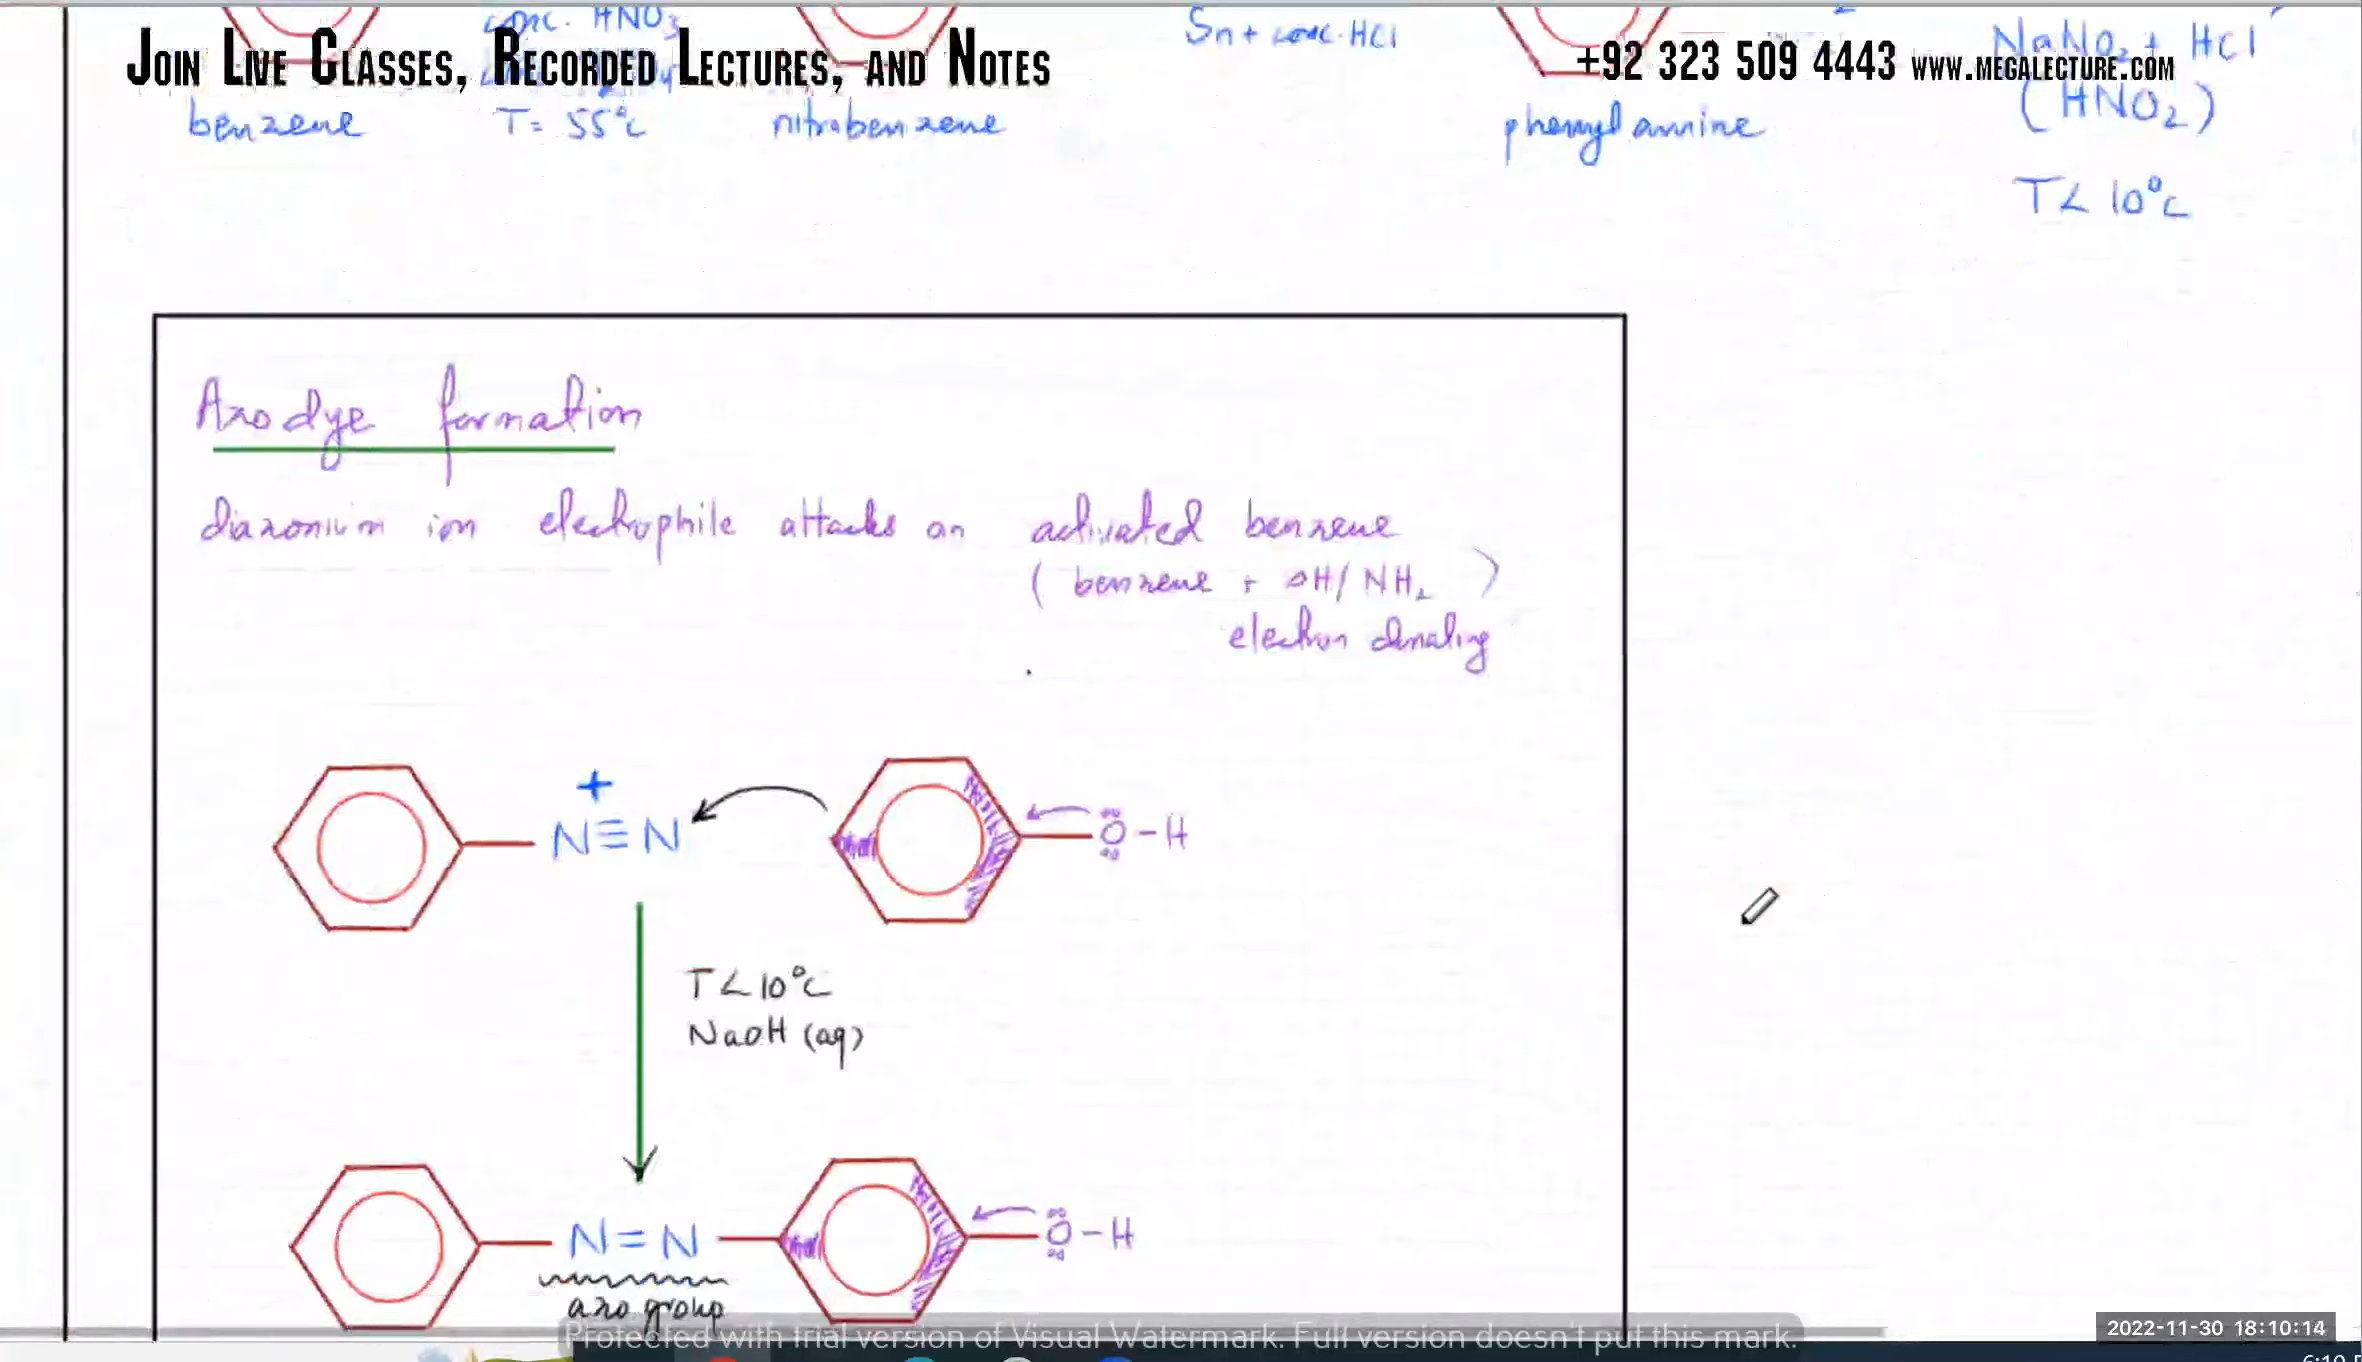 conc. HNO3
Sn + conc. HCl
NaNO2 + HCl
JOIN LIVE CLASSES, RECORDED LECTURES, AND NOTES
+92 323 509 4443 WWW.MEGALECTURE.COM
benzene
T = 55°C
nitrobenzene
phenylamine
(HNO2)
T < 10°C
Azo dye formation
diazonium ion electrophile attacks an activated benzene
( benzene + OH/NH2 )
electron donating
+
N≡N
O-H
T < 10°C
NaOH (aq)
N=N
O-H
azo group
Protected with trial version of Visual Watermark. Full version doesn't put this mark.
2022-11-30 18:10:14